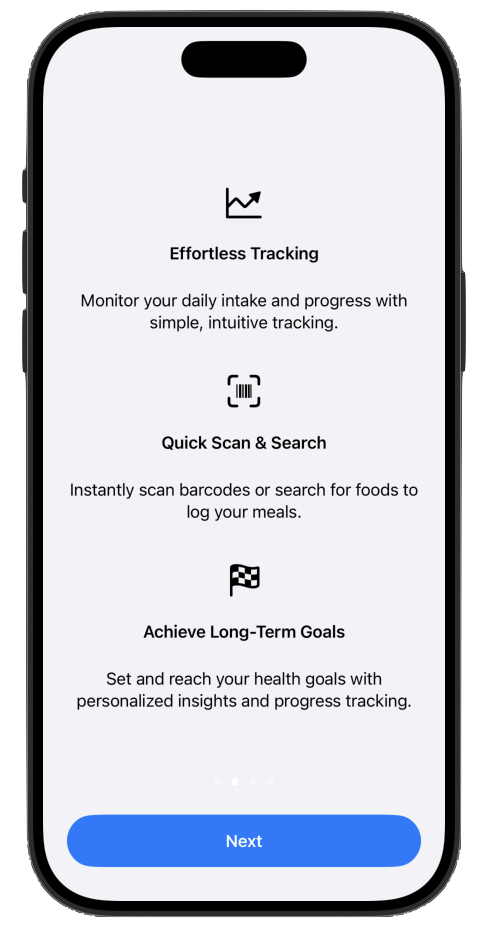 Effortless Tracking
Monitor your daily intake and progress with
simple, intuitive tracking.
Quick Scan & Search
Instantly scan barcodes or search for foods to
log your meals.
Achieve Long-Term Goals
Set and reach your health goals with
personalized insights and progress tracking.
Next